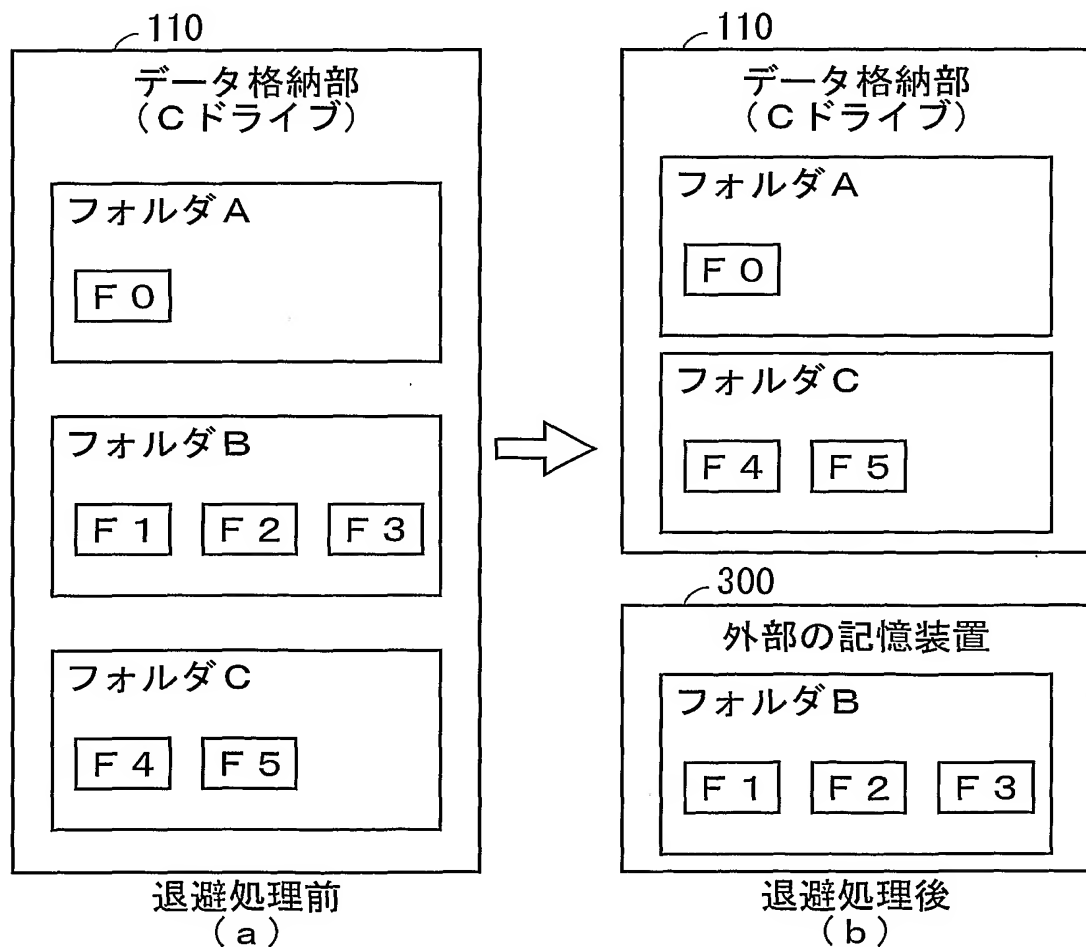 110
データ格納部
（Ｃドライブ）
フォルダＡ
Ｆ０
フォルダＢ
Ｆ１ Ｆ２ Ｆ３
フォルダＣ
Ｆ４ Ｆ５
退避処理前
（ａ）
110
データ格納部
（Ｃドライブ）
フォルダＡ
Ｆ０
フォルダＣ
Ｆ４ Ｆ５
300
外部の記憶装置
フォルダＢ
Ｆ１ Ｆ２ Ｆ３
退避処理後
（ｂ）